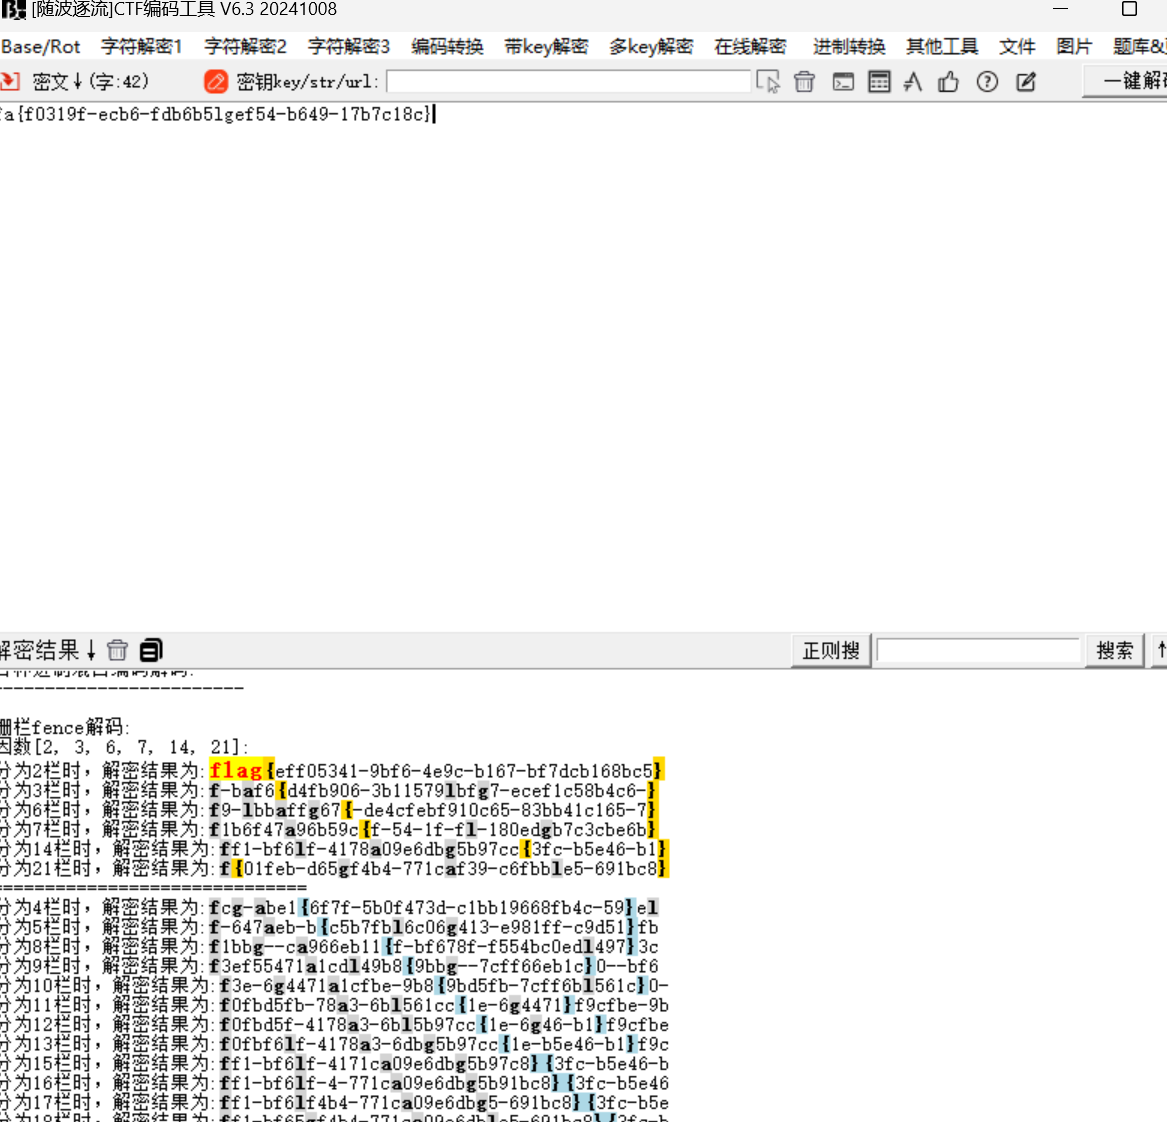 [随波逐流]CTF编码工具 V6.3 20241008
Base/Rot 字符解密1 字符解密2 字符解密3 编码转换 带key解密 多key解密 在线解密 进制转换 其他工具 文件 图片 题库&
密文↓(字:42) 密钥key/str/url: 一键解码
fa{f0319f-ecb6-fdb6b5lgef54-b649-17b7c18c}
解密结果↓ 正则搜 搜索 ↑
-------------------------
栅栏fence解码:
因数[2, 3, 6, 7, 14, 21]:
分为2栏时，解密结果为:flag{eff05341-9bf6-4e9c-b167-bf7dcb168bc5}
分为3栏时，解密结果为:f-baf6{d4fb906-3b11579lbfg7-ecef1c58b4c6-}
分为6栏时，解密结果为:f9-lbbaffg67{-de4cfebf910c65-83bb41c165-7}
分为7栏时，解密结果为:f1b6f47a96b59c{f-54-1f-fl-180edgb7c3cbe6b}
分为14栏时，解密结果为:ff1-bf6lf-4178a09e6dbg5b97cc{3fc-b5e46-b1}
分为21栏时，解密结果为:f{01feb-d65gf4b4-771caf39-c6fbble5-691bc8}
==============================
分为4栏时，解密结果为:fcg-abe1{6f7f-5b0f473d-c1bb19668fb4c-59}el
分为5栏时，解密结果为:f-647aeb-b{c5b7fbl6c06g413-e981ff-c9d51}fb
分为8栏时，解密结果为:f1bbg--ca966eb11{f-bf678f-f554bc0edl497}3c
分为9栏时，解密结果为:f3ef55471a1cdl49b8{9bbg--7cff66eb1c}0--bf6
分为10栏时，解密结果为:f3e-6g4471a1cfbe-9b8{9bd5fb-7cff6bl561c}0-
分为11栏时，解密结果为:f0fbd5fb-78a3-6bl561cc{1e-6g4471}f9cfbe-9b
分为12栏时，解密结果为:f0fbd5f-4178a3-6bl5b97cc{1e-6g46-b1}f9cfbe
分为13栏时，解密结果为:f0fbf6lf-4178a3-6dbg5b97cc{1e-b5e46-b1}f9c
分为15栏时，解密结果为:ff1-bf6lf-4171ca09e6dbg5b97c8}{3fc-b5e46-b
分为16栏时，解密结果为:ff1-bf6lf-4-771ca09e6dbg5b91bc8}{3fc-b5e46
分为17栏时，解密结果为:ff1-bf6lf4b4-771ca09e6dbg5-691bc8}{3fc-b5e